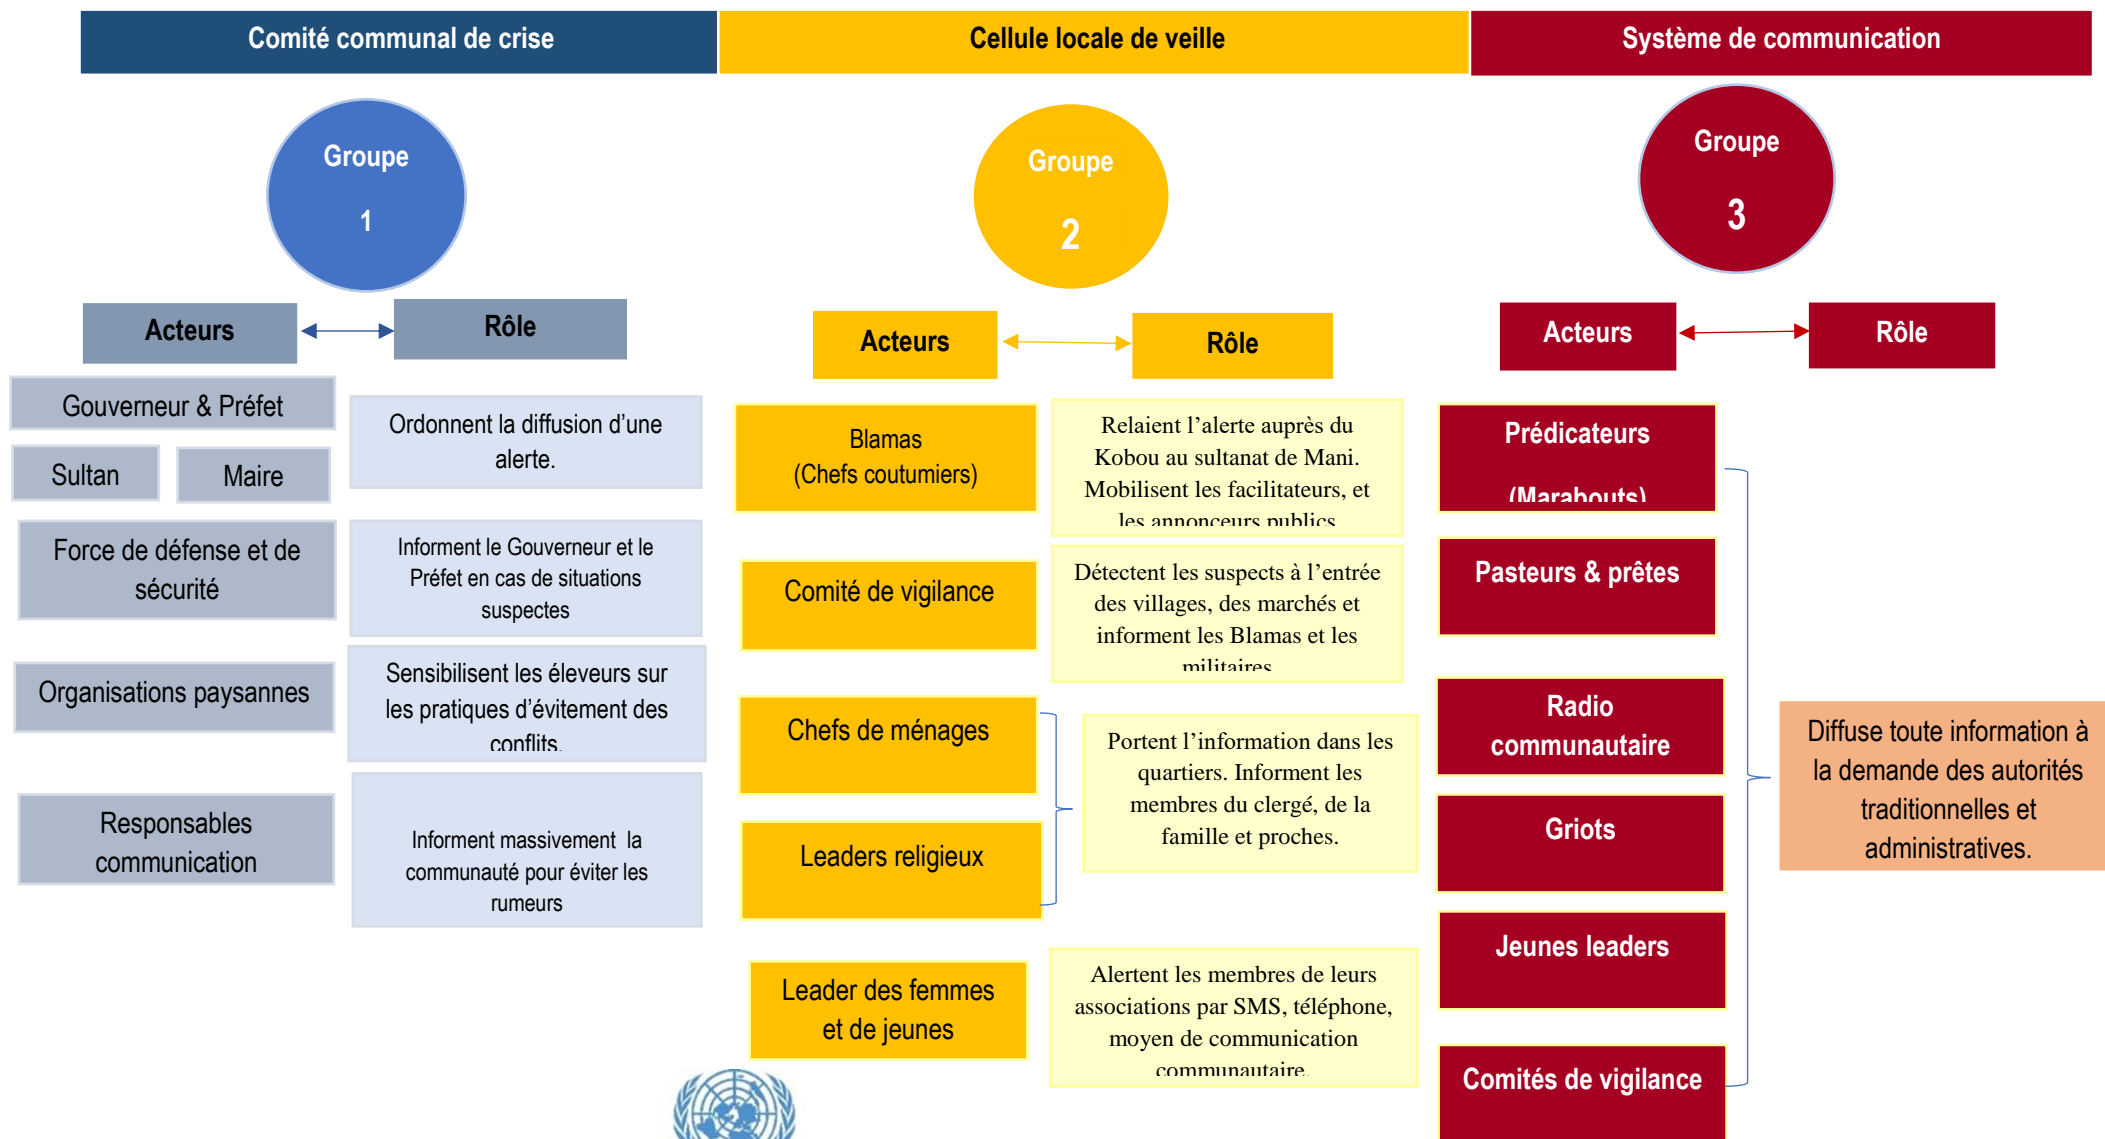 Comité communal de crise
Cellule locale de veille
Système de communication
Groupe
1
Groupe
2
Groupe
3
Acteurs
Rôle
Gouverneur & Préfet
Sultan
Maire
Ordonnent la diffusion d’une
alerte.
Force de défense et de
sécurité
Informent le Gouverneur et le
Préfet en cas de situations
suspectes
Organisations paysannes
Sensibilisent les éleveurs sur
les pratiques d’évitement des
conflits.
Responsables
communication
Informent massivement la
communauté pour éviter les
rumeurs
Acteurs
Rôle
Blamas
(Chefs coutumiers)
Relaient l’alerte auprès du
Kobou au sultanat de Mani.
Mobilisent les facilitateurs, et
les annonceurs publics
Comité de vigilance
Détectent les suspects à l’entrée
des villages, des marchés et
informent les Blamas et les
militaires
Chefs de ménages
Leaders religieux
Portent l’information dans les
quartiers. Informent les
membres du clergé, de la
famille et proches.
Leader des femmes
et de jeunes
Alertent les membres de leurs
associations par SMS, téléphone,
moyen de communication
communautaire.
Acteurs
Rôle
Prédicateurs
(Marabouts)
Pasteurs & prêtes
Radio
communautaire
Griots
Jeunes leaders
Comités de vigilance
Diffuse toute information à
la demande des autorités
traditionnelles et
administratives.